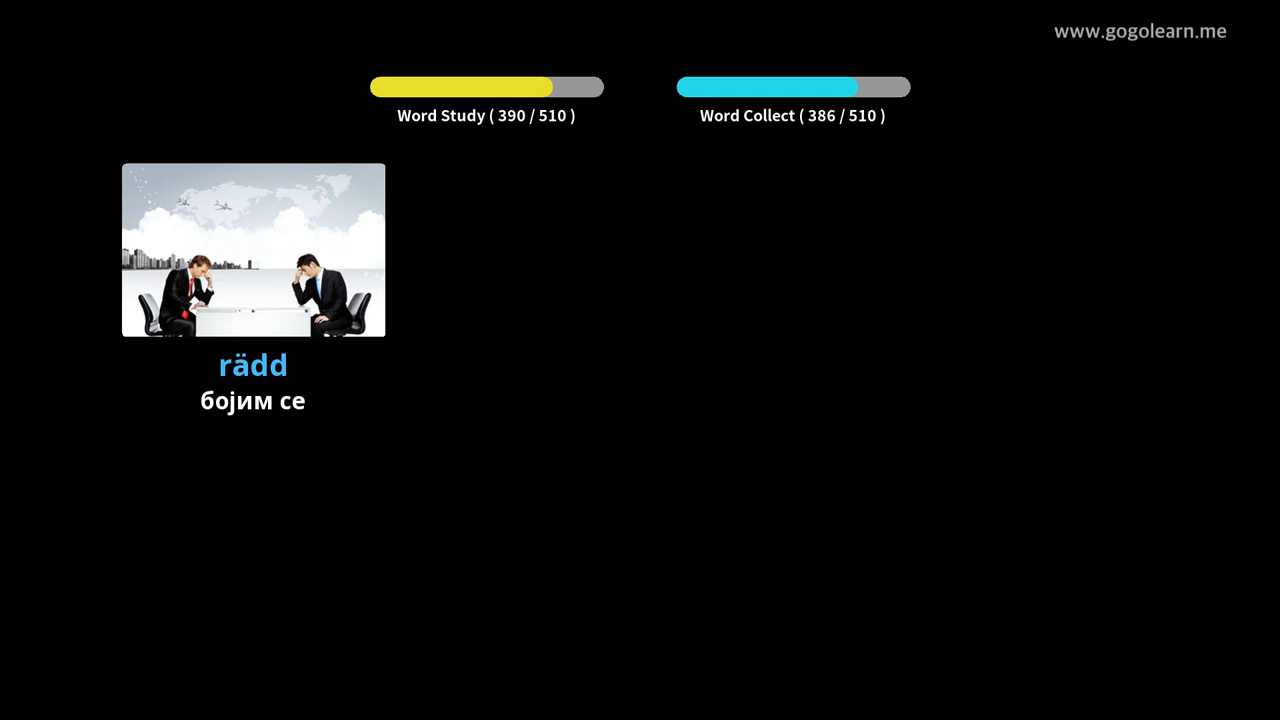 www.gogolearn.me
Word Study ( 390 / 510 )
Word Collect ( 386 / 510 )
rädd
бојим се